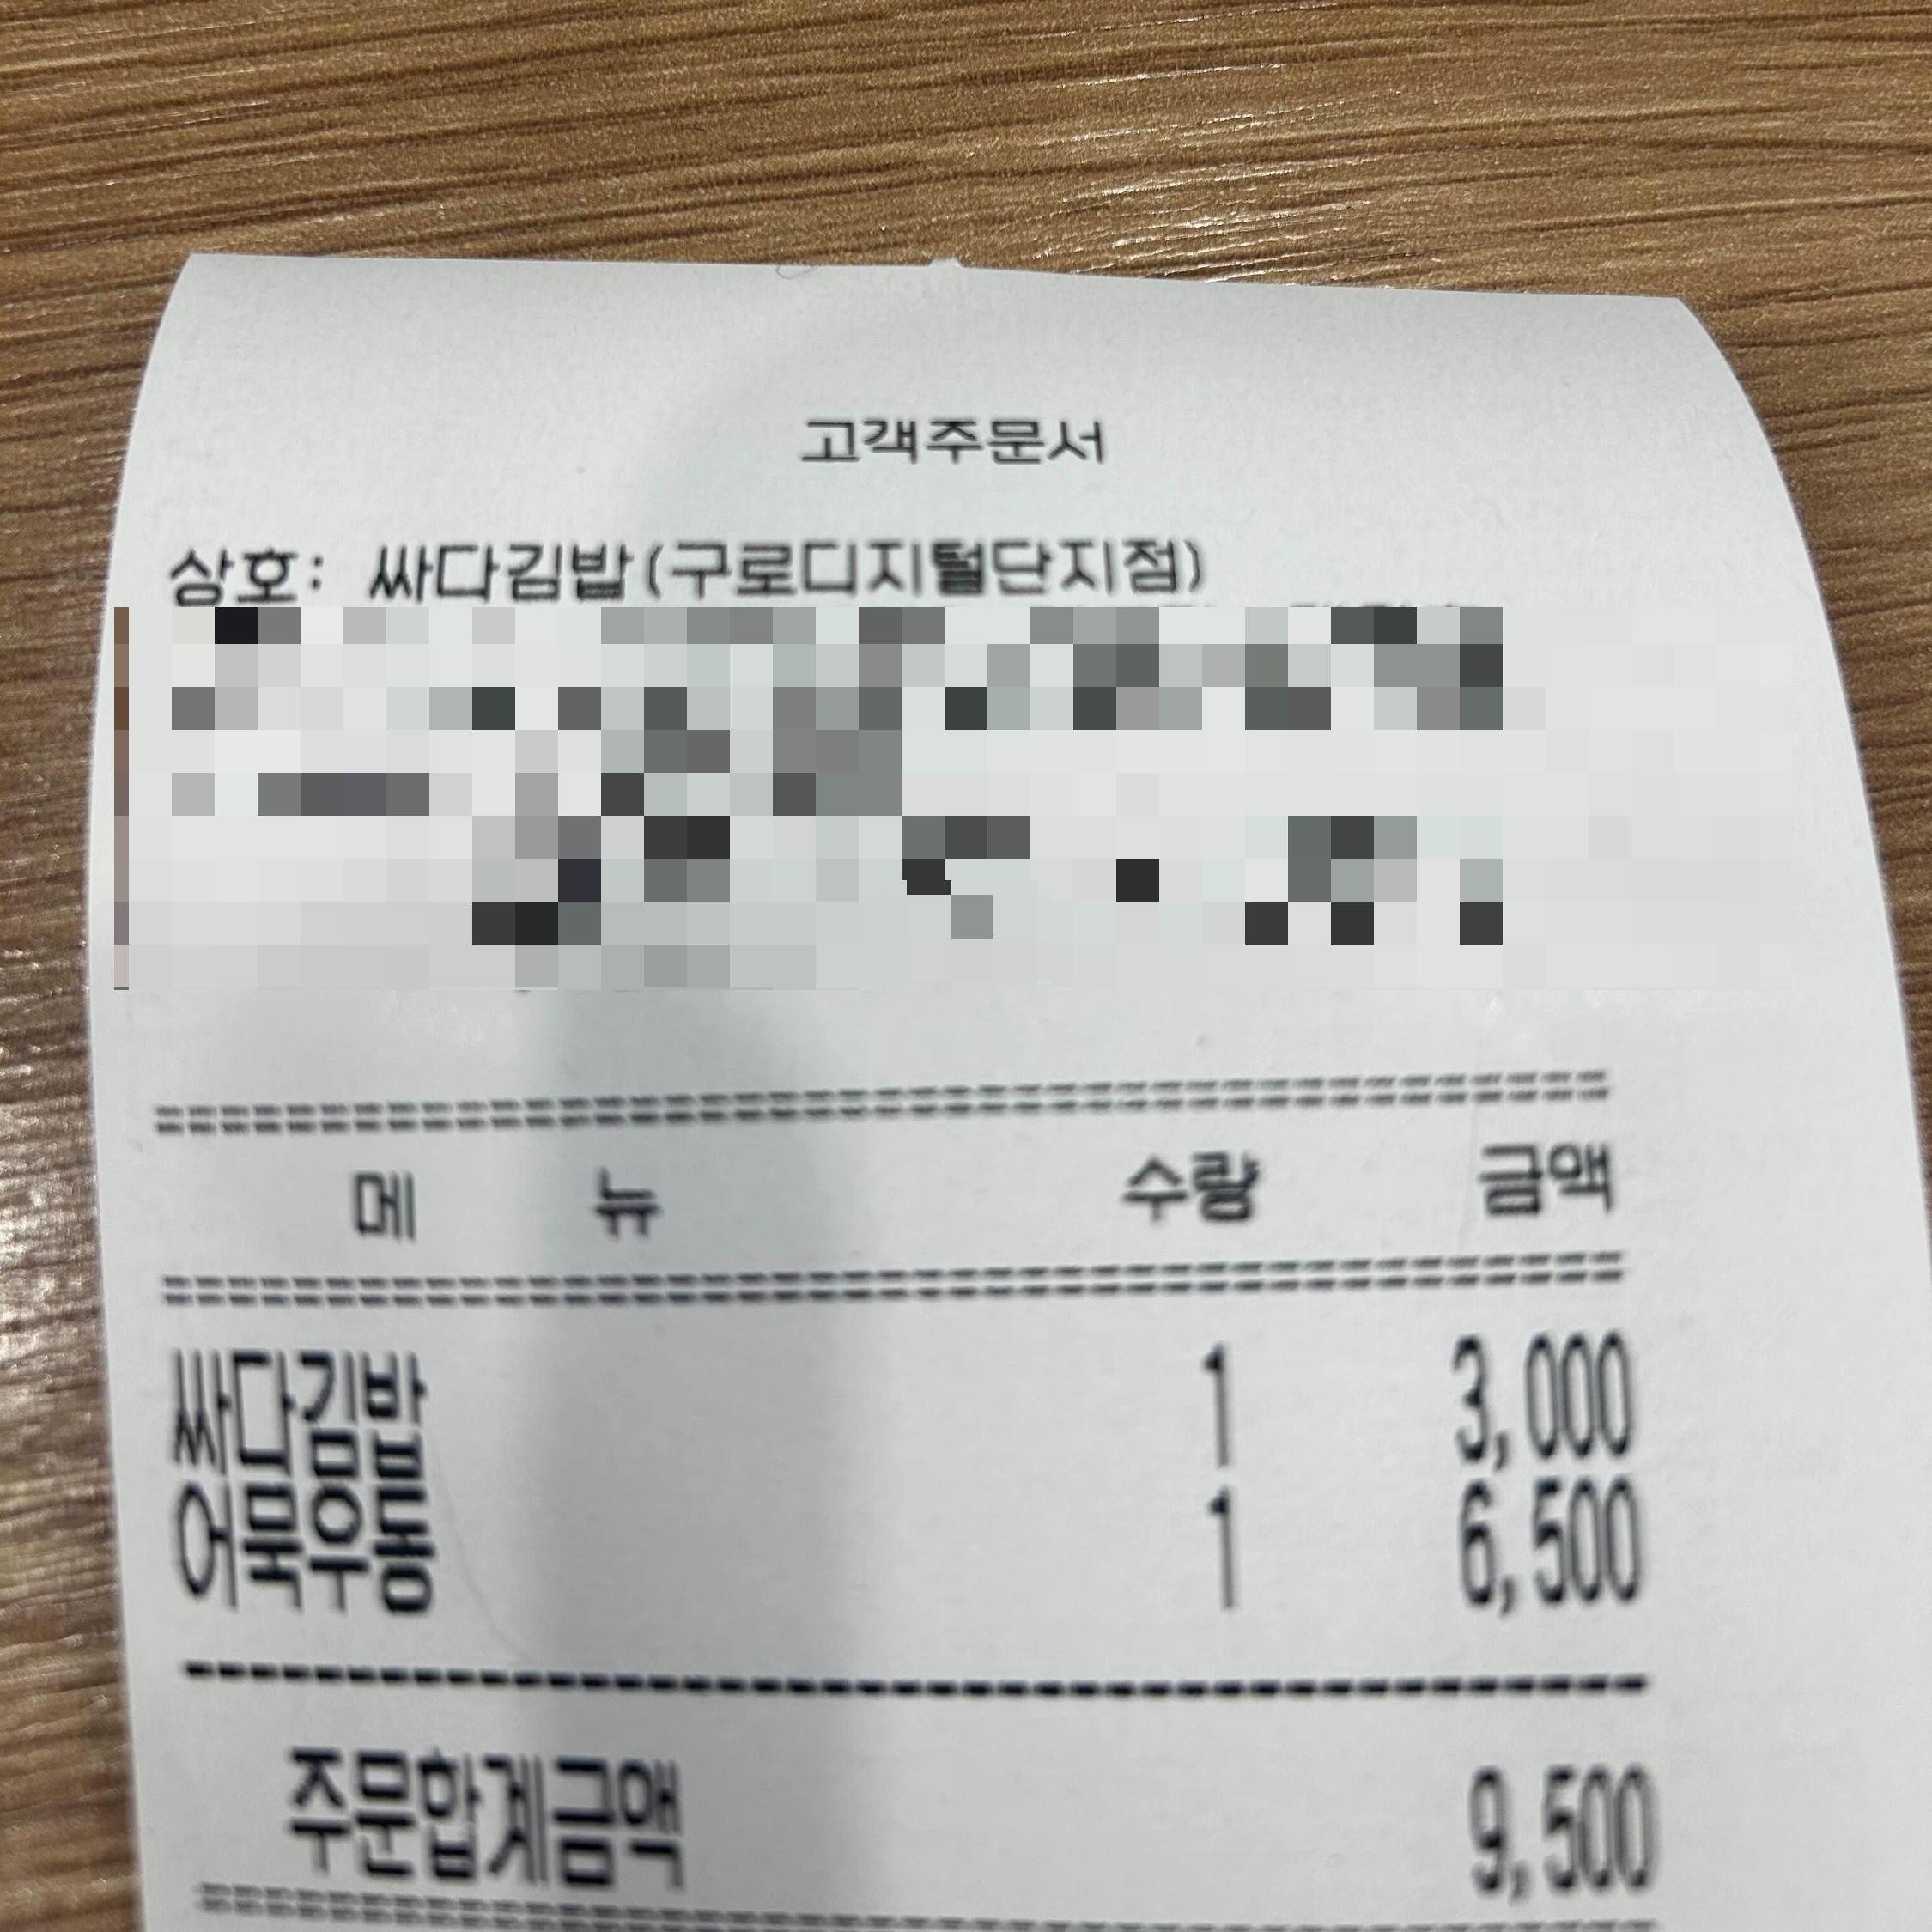 고객주문서
상호: 싸다김밥(구로디지털단지점)
메 뉴 수량 금액
싸다김밥 1 3,000
어묵우동 1 6,500
주문합계금액 9,500